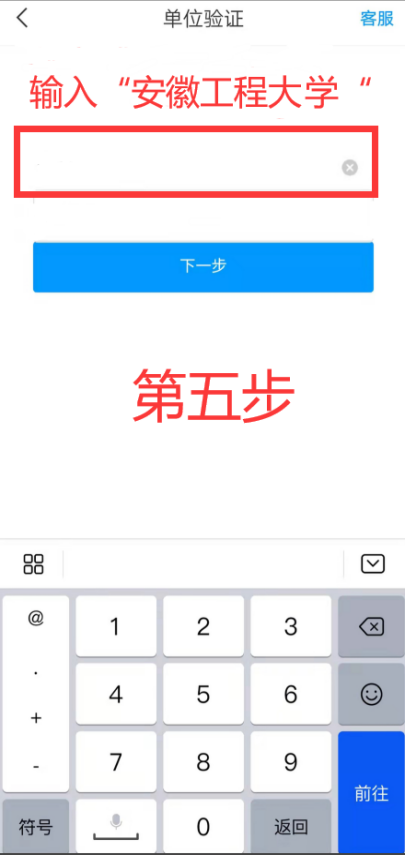 单位验证 客服
输入“安徽工程大学“
下一步
第五步
@ 1 2 3
.
4 5 6
+
7 8 9
-
前往
符号 0 返回